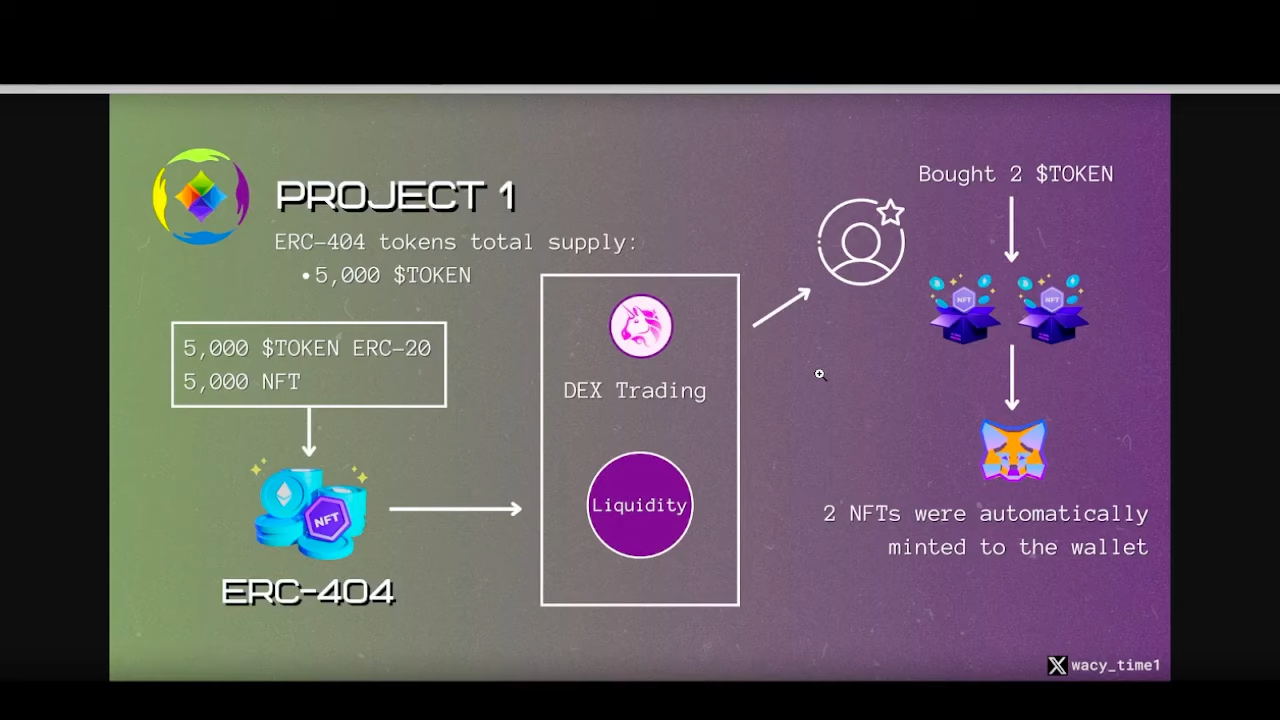 PROJECT 1
ERC-404 tokens total supply:
•5,000 $TOKEN
5,000 $TOKEN ERC-20
5,000 NFT
NFT
ERC-404
DEX Trading
Liquidity
Bought 2 $TOKEN
NFT
NFT
2 NFTs were automatically
minted to the wallet
X wacy_time1